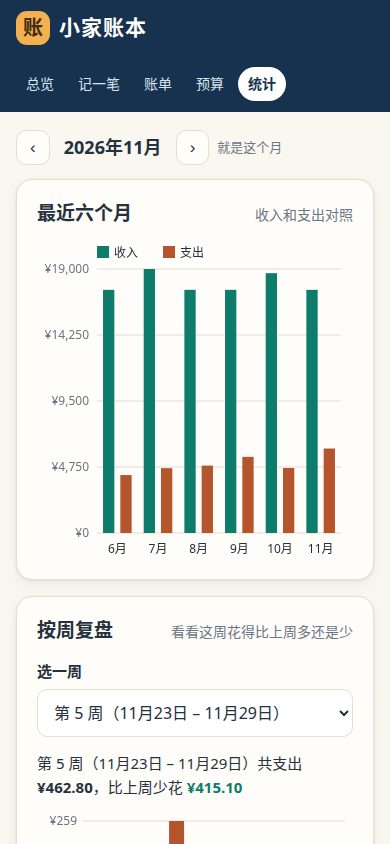 账 小家账本
总览 记一笔 账单 预算 统计
‹ 2026年11月 › 就是这个月
最近六个月 收入和支出对照
收入 支出
¥19,000
¥14,250
¥9,500
¥4,750
¥0
6月 7月 8月 9月 10月 11月
按周复盘 看看这周花得比上周多还是少
选一周
第 5 周（11月23日 – 11月29日）
第 5 周（11月23日 – 11月29日）共支出
¥462.80，比上周少花 ¥415.10
¥259